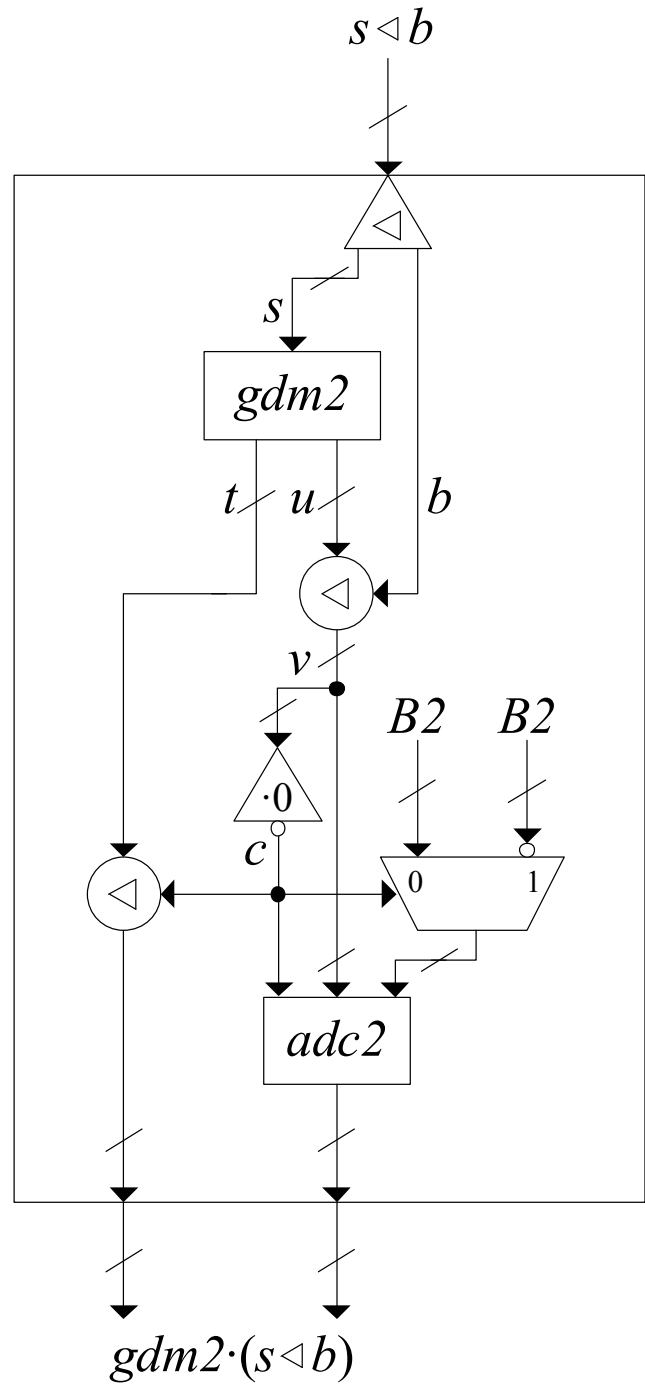 s ◁ b
◁
s
gdm2
t u b
◁
v
B2 B2
·0
c
0 1
◁
adc2
gdm2·(s ◁ b)